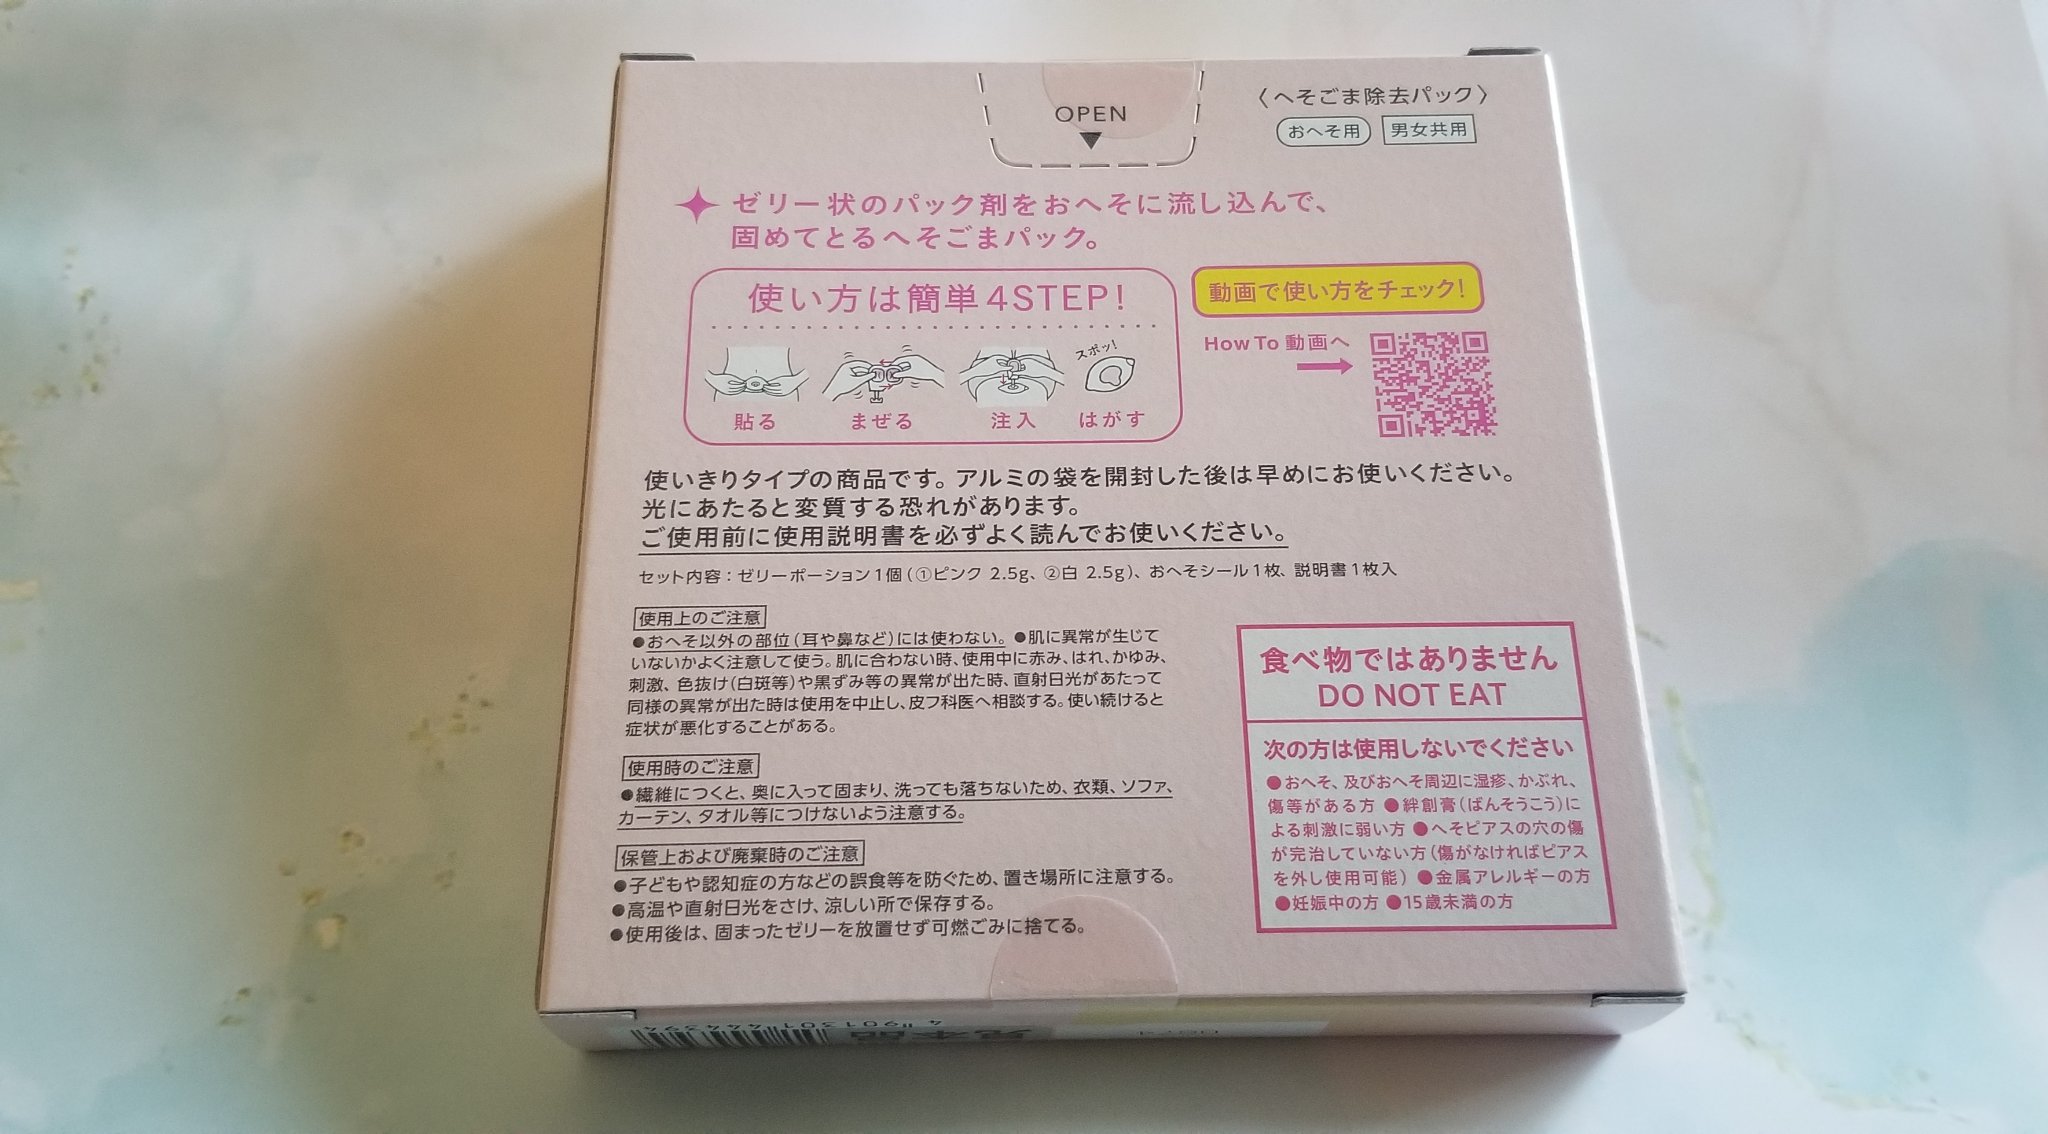 OPEN
〈へそごま除去パック〉
おへそ用 男女共用
ゼリー状のパック剤をおへそに流し込んで、
固めてとるへそごまパック。
使い方は簡単4STEP!
スポッ!
貼る まぜる 注入 はがす
動画で使い方をチェック!
How To 動画へ
使いきりタイプの商品です。アルミの袋を開封した後は早めにお使いください。
光にあたると変質する恐れがあります。
ご使用前に使用説明書を必ずよく読んでお使いください。
セット内容:ゼリーポーション1個(①ピンク 2.5g、②白 2.5g)、おへそシール1枚、説明書1枚入
使用上のご注意
●おへそ以外の部位(耳や鼻など)には使わない。●肌に異常が生じて
いないかよく注意して使う。肌に合わない時、使用中に赤み、はれ、かゆみ、
刺激、色抜け(白斑等)や黒ずみ等の異常が出た時、直射日光があたって
同様の異常が出た時は使用を中止し、皮フ科医へ相談する。使い続けると
症状が悪化することがある。
使用時のご注意
●繊維につくと、奥に入って固まり、洗っても落ちないため、衣類、ソファ、
カーテン、タオル等につけないよう注意する。
保管上および廃棄時のご注意
●子どもや認知症の方などの誤食等を防ぐため、置き場所に注意する。
●高温や直射日光をさけ、涼しい所で保存する。
●使用後は、固まったゼリーを放置せず可燃ごみに捨てる。
食べ物ではありません
DO NOT EAT
次の方は使用しないでください
●おへそ、及びおへそ周辺に湿疹、かぶれ、
傷等がある方 ●絆創膏(ばんそうこう)に
よる刺激に弱い方 ●へそピアスの穴の傷
が完治していない方(傷がなければピアス
を外し使用可能) ●金属アレルギーの方
●妊娠中の方 ●15歳未満の方
4 901301 444394
見本品